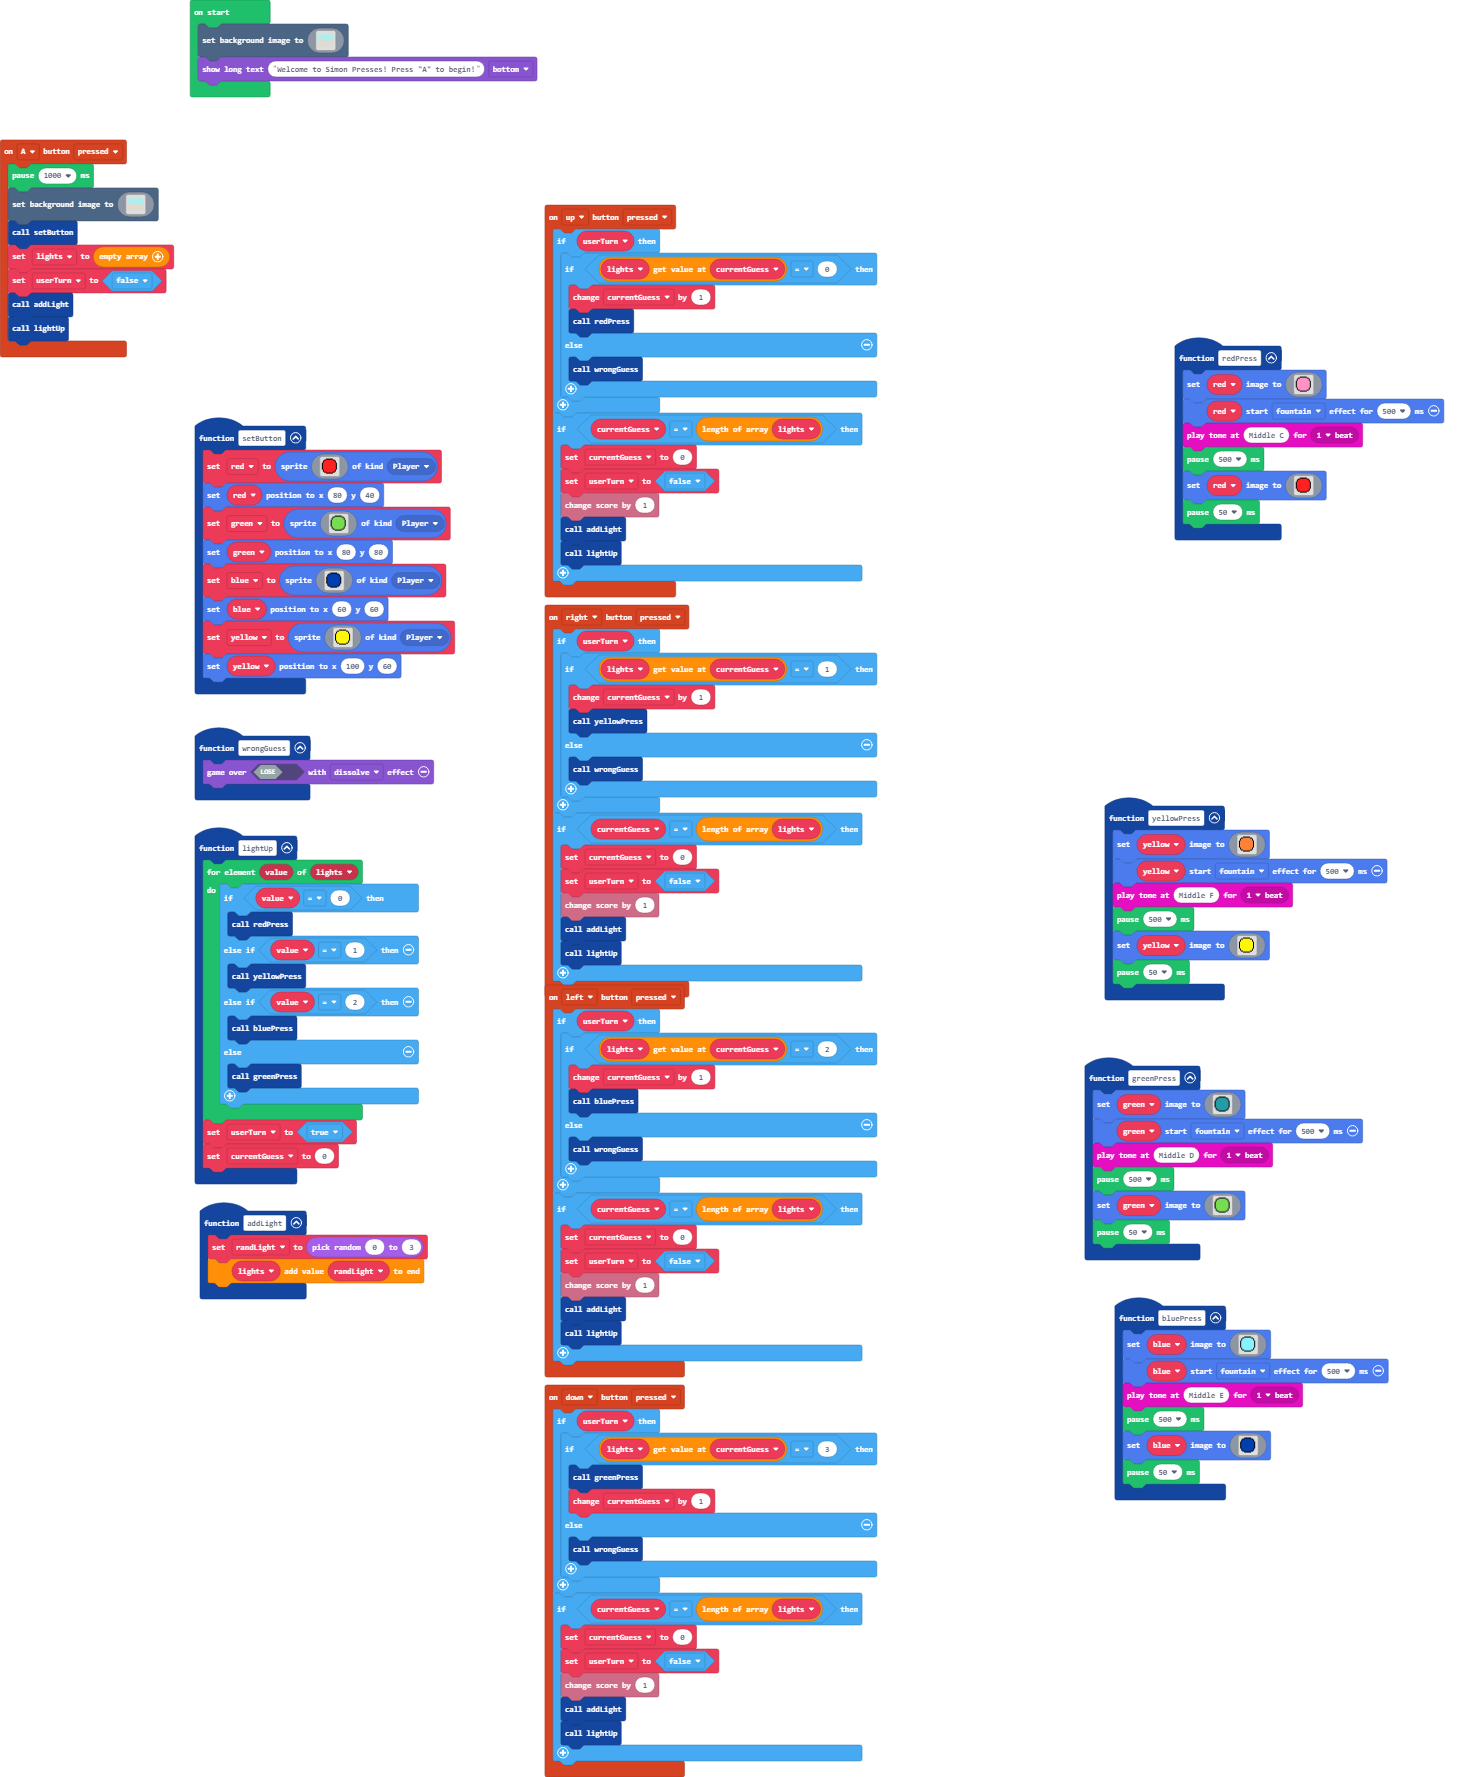 on start
set background image to
show long text "Welcome to Simon Presses! Press "A" to begin!" bottom
on A button pressed
pause 1000 ms
set background image to
call setButton
set lights to empty array
set userTurn to false
call addLight
call lightUp
function setButton
set red to sprite of kind Player
set red position to x 80 y 40
set green to sprite of kind Player
set green position to x 80 y 80
set blue to sprite of kind Player
set blue position to x 60 y 60
set yellow to sprite of kind Player
set yellow position to x 100 y 60
function wrongGuess
game over LOSE with dissolve effect
function lightUp
for element value of lights
do
if value = 0 then
call redPress
else if value = 1 then
call yellowPress
else if value = 2 then
call bluePress
else
call greenPress
set userTurn to true
set currentGuess to 0
function addLight
set randLight to pick random 0 to 3
lights add value randLight to end
on up button pressed
if userTurn then
if lights get value at currentGuess = 0 then
change currentGuess by 1
call redPress
else
call wrongGuess
if currentGuess = length of array lights then
set currentGuess to 0
set userTurn to false
change score by 1
call addLight
call lightUp
on right button pressed
if userTurn then
if lights get value at currentGuess = 1 then
change currentGuess by 1
call yellowPress
else
call wrongGuess
if currentGuess = length of array lights then
set currentGuess to 0
set userTurn to false
change score by 1
call addLight
call lightUp
on left button pressed
if userTurn then
if lights get value at currentGuess = 2 then
change currentGuess by 1
call bluePress
else
call wrongGuess
if currentGuess = length of array lights then
set currentGuess to 0
set userTurn to false
change score by 1
call addLight
call lightUp
on down button pressed
if userTurn then
if lights get value at currentGuess = 3 then
call greenPress
change currentGuess by 1
else
call wrongGuess
if currentGuess = length of array lights then
set currentGuess to 0
set userTurn to false
change score by 1
call addLight
call lightUp
function redPress
set red image to
red start fountain effect for 500 ms
play tone at Middle C for 1 beat
pause 500 ms
set red image to
pause 50 ms
function yellowPress
set yellow image to
yellow start fountain effect for 500 ms
play tone at Middle F for 1 beat
pause 500 ms
set yellow image to
pause 50 ms
function greenPress
set green image to
green start fountain effect for 500 ms
play tone at Middle D for 1 beat
pause 500 ms
set green image to
pause 50 ms
function bluePress
set blue image to
blue start fountain effect for 500 ms
play tone at Middle E for 1 beat
pause 500 ms
set blue image to
pause 50 ms